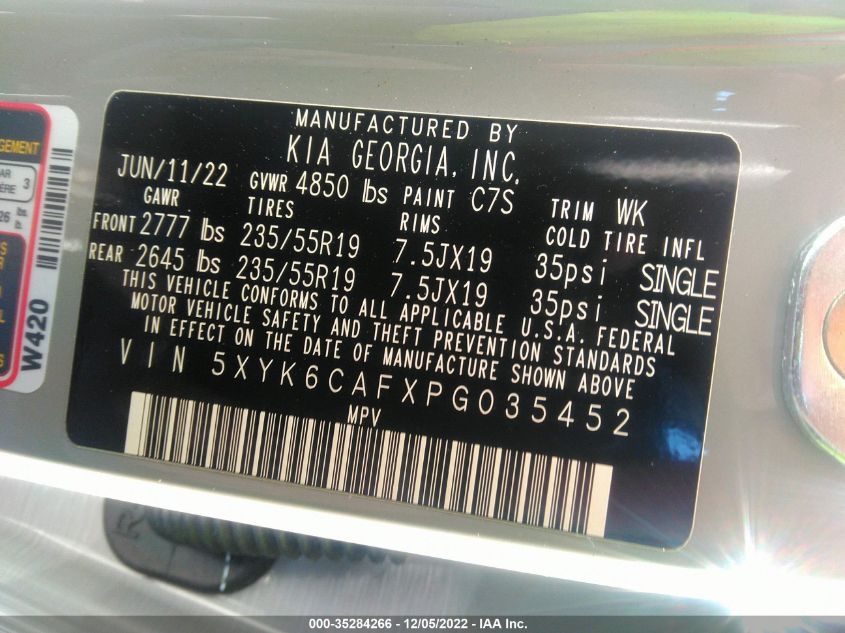 MANUFACTURED BY
KIA GEORGIA, INC.
JUN/11/22 GVWR 4850 lbs PAINT C7S TRIM WK
GAWR TIRES RIMS COLD TIRE INFL
FRONT 2777 lbs 235/55R19 7.5JX19 35psi SINGLE
REAR 2645 lbs 235/55R19 7.5JX19 35psi SINGLE
THIS VEHICLE CONFORMS TO ALL APPLICABLE U.S.A. FEDERAL
MOTOR VEHICLE SAFETY AND THEFT PREVENTION STANDARDS
IN EFFECT ON THE DATE OF MANUFACTURE SHOWN ABOVE
VIN 5XYK6CAFXPG035452
MPV
3
lbs.
W420
000-35284266 - 12/05/2022 - IAA Inc.